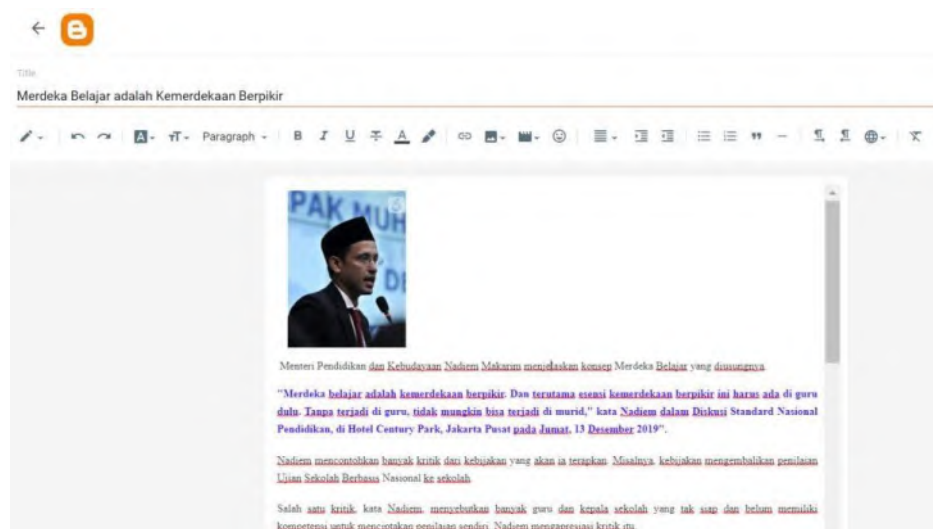 Title
Merdeka Belajar adalah Kemerdekaan Berpikir
Paragraph
B I U A
PAK MUH
DE
Menteri Pendidikan dan Kebudayaan Nadiem Makarim menjelaskan konsep Merdeka Belajar yang diusungnya.
"Merdeka belajar adalah kemerdekaan berpikir. Dan terutama esensi kemerdekaan berpikir ini harus ada di guru
dulu. Tanpa terjadi di guru, tidak mungkin bisa terjadi di murid," kata Nadiem dalam Diskusi Standard Nasional
Pendidikan, di Hotel Century Park, Jakarta Pusat pada Jumat, 13 Desember 2019".
Nadiem mencontohkan banyak kritik dari kebijakan yang akan ia terapkan. Misalnya, kebijakan mengembalikan penilaian
Ujian Sekolah Berbasis Nasional ke sekolah.
Salah satu kritik, kata Nadiem, menyebutkan banyak guru dan kepala sekolah yang tak siap dan belum memiliki
kompetensi untuk menciptakan penilaian sendiri. Nadiem mengapresiasi kritik itu.